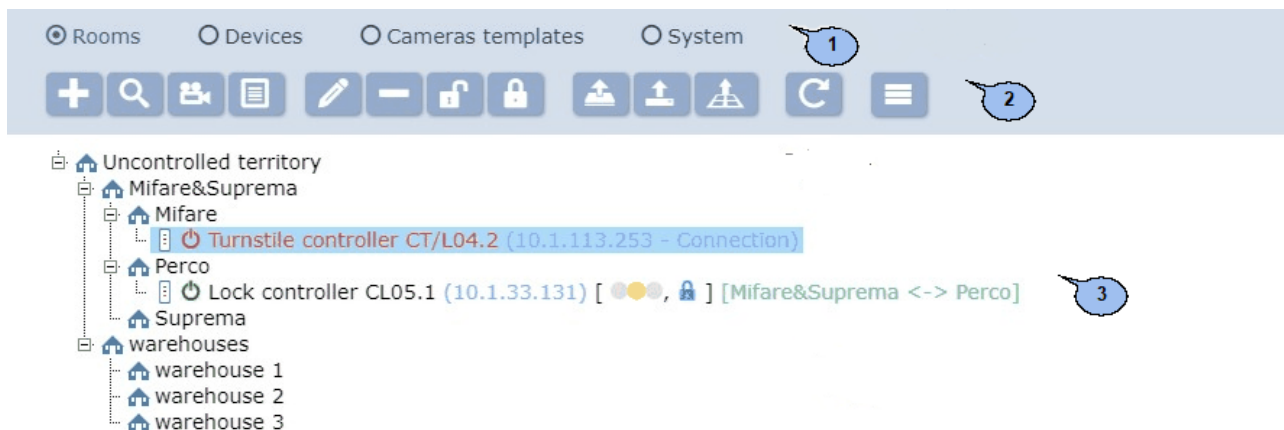 Rooms Devices Cameras templates System 1
2
Uncontrolled territory
Mifare&Suprema
Mifare
Turnstile controller CT/L04.2 (10.1.113.253 - Connection)
Perco
Lock controller CL05.1 (10.1.33.131) [ , ] [Mifare&Suprema <-> Perco] 3
Suprema
warehouses
warehouse 1
warehouse 2
warehouse 3